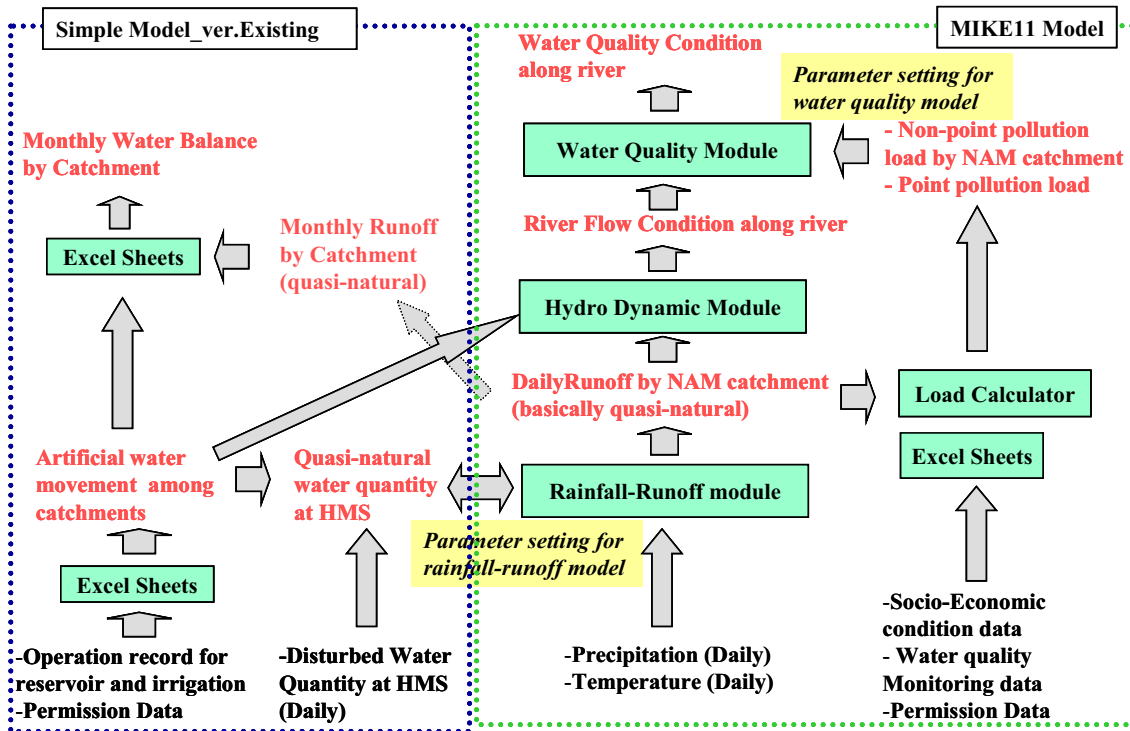 Simple Model_ver.Existing
Monthly Water Balance
by Catchment
Excel Sheets
Monthly Runoff
by Catchment
(quasi-natural)
Artificial water
movement among
catchments
Quasi-natural
water quantity
at HMS
Excel Sheets
-Operation record for
reservoir and irrigation
-Permission Data
-Disturbed Water
Quantity at HMS
(Daily)
MIKE11 Model
Water Quality Condition
along river
Parameter setting for
water quality model
Water Quality Module
- Non-point pollution
load by NAM catchment
- Point pollution load
River Flow Condition along river
Hydro Dynamic Module
DailyRunoff by NAM catchment
(basically quasi-natural)
Load Calculator
Excel Sheets
Rainfall-Runoff module
Parameter setting for
rainfall-runoff model
-Precipitation (Daily)
-Temperature (Daily)
-Socio-Economic
condition data
- Water quality
Monitoring data
-Permission Data